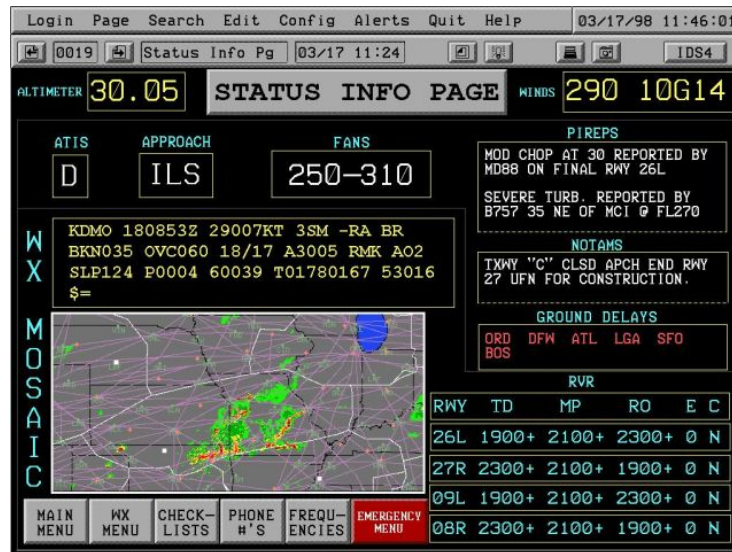 Login Page Search Edit Config Alerts Quit Help 03/17/98 11:46:01
0019 Status Info Pg 03/17 11:24 IDS4
ALTIMETER 30.05 STATUS INFO PAGE WINDS 290 10G14
ATIS APPROACH FANS
D ILS 250-310
PIREPS
MOD CHOP AT 30 REPORTED BY
MD88 ON FINAL RWY 26L
SEVERE TURB. REPORTED BY
B757 35 NE OF MCI @ FL270
WX
KDMO 180853Z 29007KT 3SM -RA BR
BKN035 OVC060 18/17 A3005 RMK AO2
SLP124 P0004 60039 T01780167 53016
$=
NOTAMS
TXWY "C" CLSD APCH END RWY
27 UFN FOR CONSTRUCTION.
GROUND DELAYS
ORD DFW ATL LGA SFO
BOS
MOSAIC
RVR
RWY TD MP RO E C
26L 1900+ 2100+ 2300+ 0 N
27R 2300+ 2100+ 1900+ 0 N
09L 1900+ 2100+ 2300+ 0 N
08R 2300+ 2100+ 1900+ 0 N
MAIN MENU
WX MENU
CHECK-LISTS
PHONE #'S
FREQU-ENCIES
EMERGENCY MENU